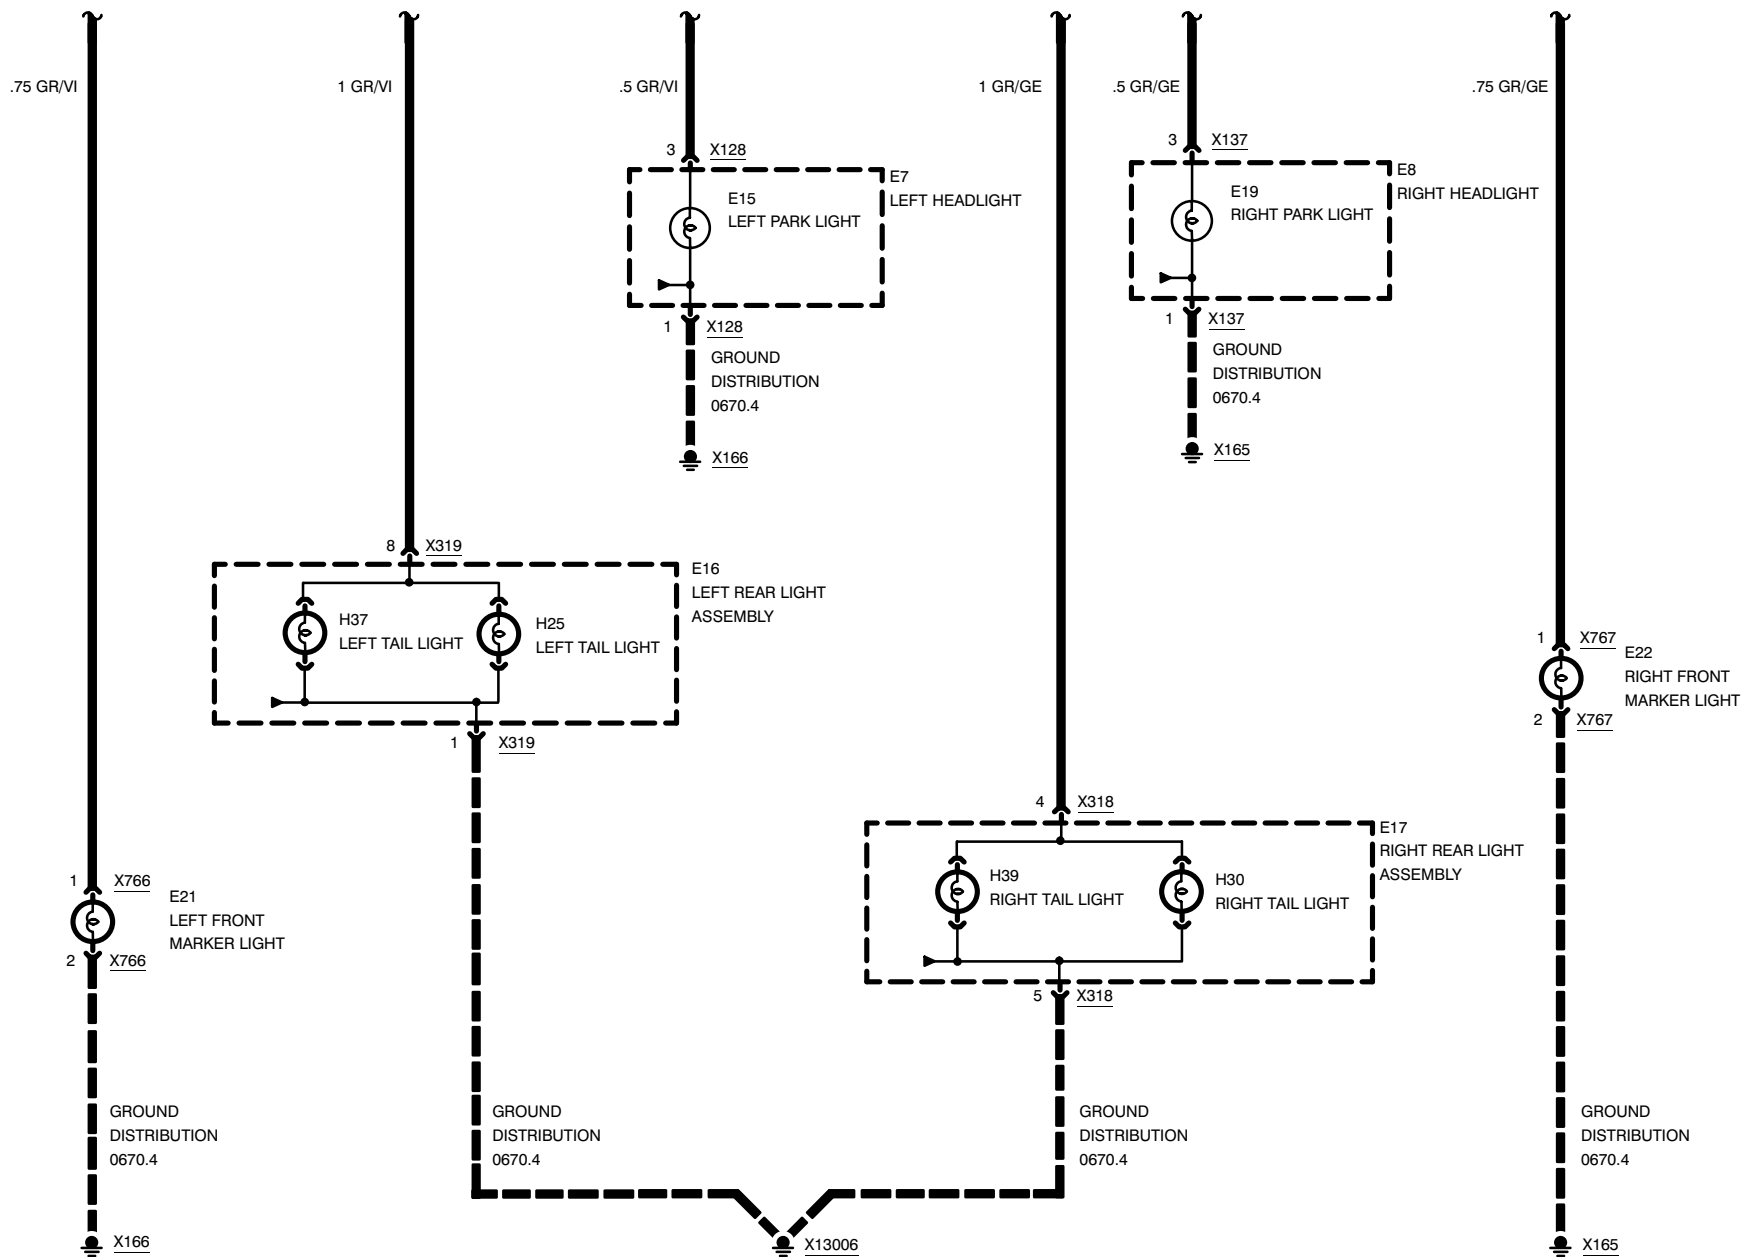 .75 GR/VI
1 GR/VI
.5 GR/VI
1 GR/GE
.5 GR/GE
.75 GR/GE
3 X128
E7
LEFT HEADLIGHT
E15
LEFT PARK LIGHT
1 X128
GROUND
DISTRIBUTION
0670.4
X166
3 X137
E8
RIGHT HEADLIGHT
E19
RIGHT PARK LIGHT
1 X137
GROUND
DISTRIBUTION
0670.4
X165
8 X319
E16
LEFT REAR LIGHT
ASSEMBLY
H37
LEFT TAIL LIGHT
H25
LEFT TAIL LIGHT
1 X319
1 X767
E22
RIGHT FRONT
MARKER LIGHT
2 X767
4 X318
E17
RIGHT REAR LIGHT
ASSEMBLY
H39
RIGHT TAIL LIGHT
H30
RIGHT TAIL LIGHT
5 X318
1 X766
E21
LEFT FRONT
MARKER LIGHT
2 X766
GROUND
DISTRIBUTION
0670.4
GROUND
DISTRIBUTION
0670.4
GROUND
DISTRIBUTION
0670.4
GROUND
DISTRIBUTION
0670.4
X166
X13006
X165